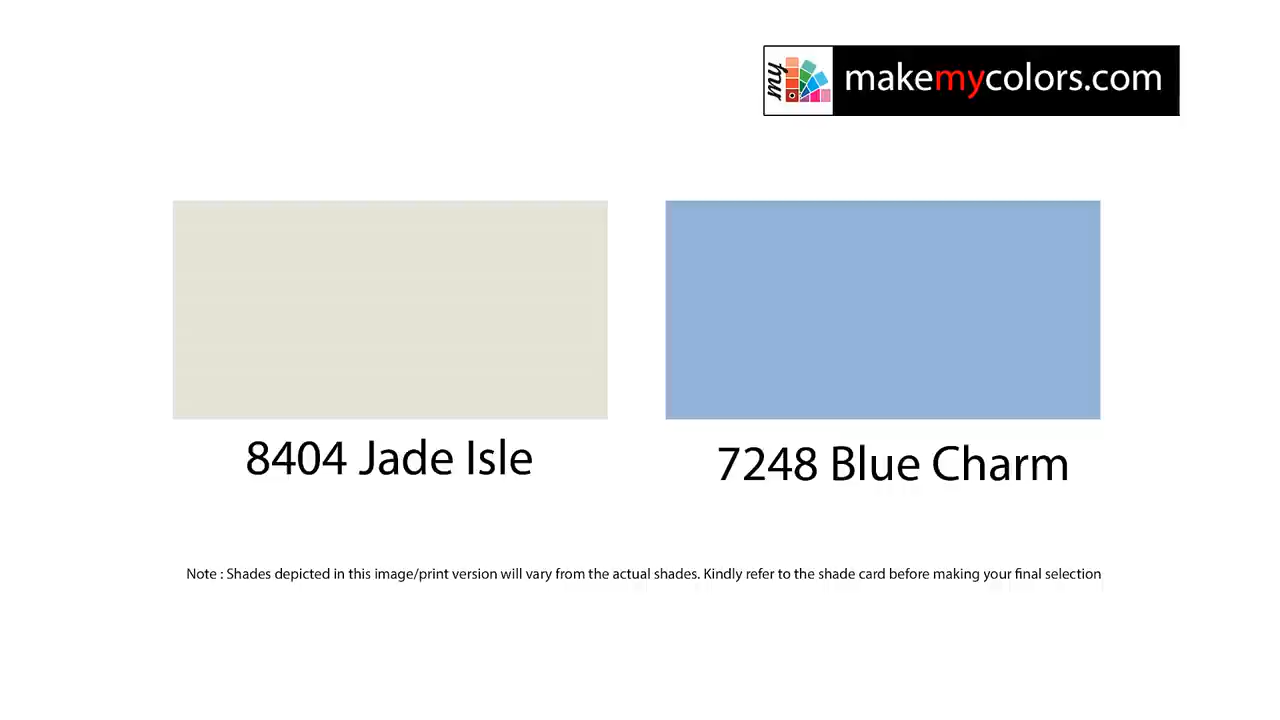 my
makemycolors.com
8404 Jade Isle
7248 Blue Charm
Note : Shades depicted in this image/print version will vary from the actual shades. Kindly refer to the shade card before making your final selection